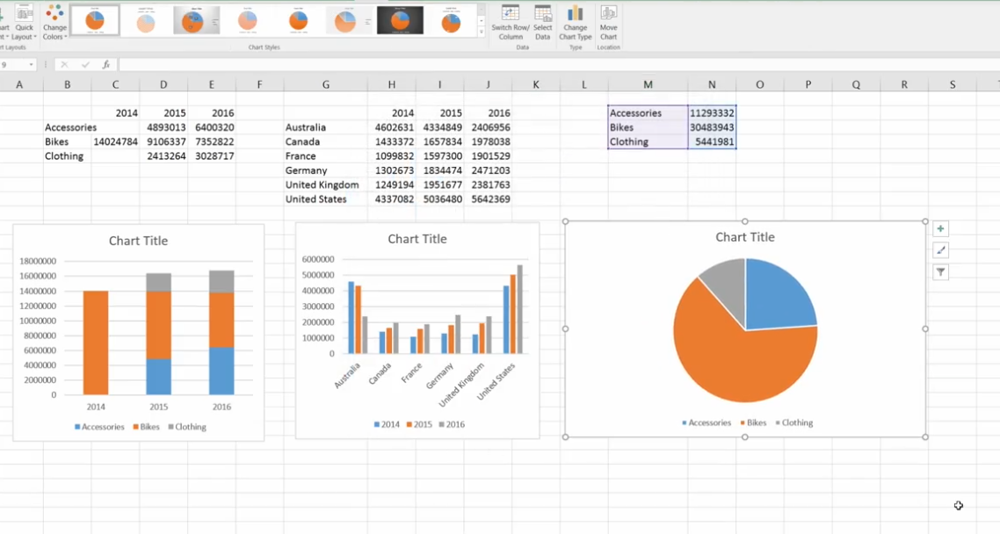 art Quick Change Switch Row/ Select Change Move
Layout Colors Column Data Chart Type Chart
rt Layouts Chart Styles Data Type Location
9 fx
A B C D E F G H I J K L M N O P Q R S
2014 2015 2016 2014 2015 2016 Accessories 11293332
Accessories 4893013 6400320 Australia 4602631 4334849 2406956 Bikes 30483943
Bikes 14024784 9106337 7352822 Canada 1433372 1657834 1978038 Clothing 5441981
Clothing 2413264 3028717 France 1099832 1597300 1901529
Germany 1302673 1834474 2471203
United Kingdom 1249194 1951677 2381763
United States 4337082 5036480 5642369
Chart Title
18000000
16000000
14000000
12000000
10000000
8000000
6000000
4000000
2000000
0
2014 2015 2016
Accessories Bikes Clothing
Chart Title
6000000
5000000
4000000
3000000
2000000
1000000
0
Australia Canada France Germany United Kingdom United States
2014 2015 2016
Chart Title
Accessories Bikes Clothing